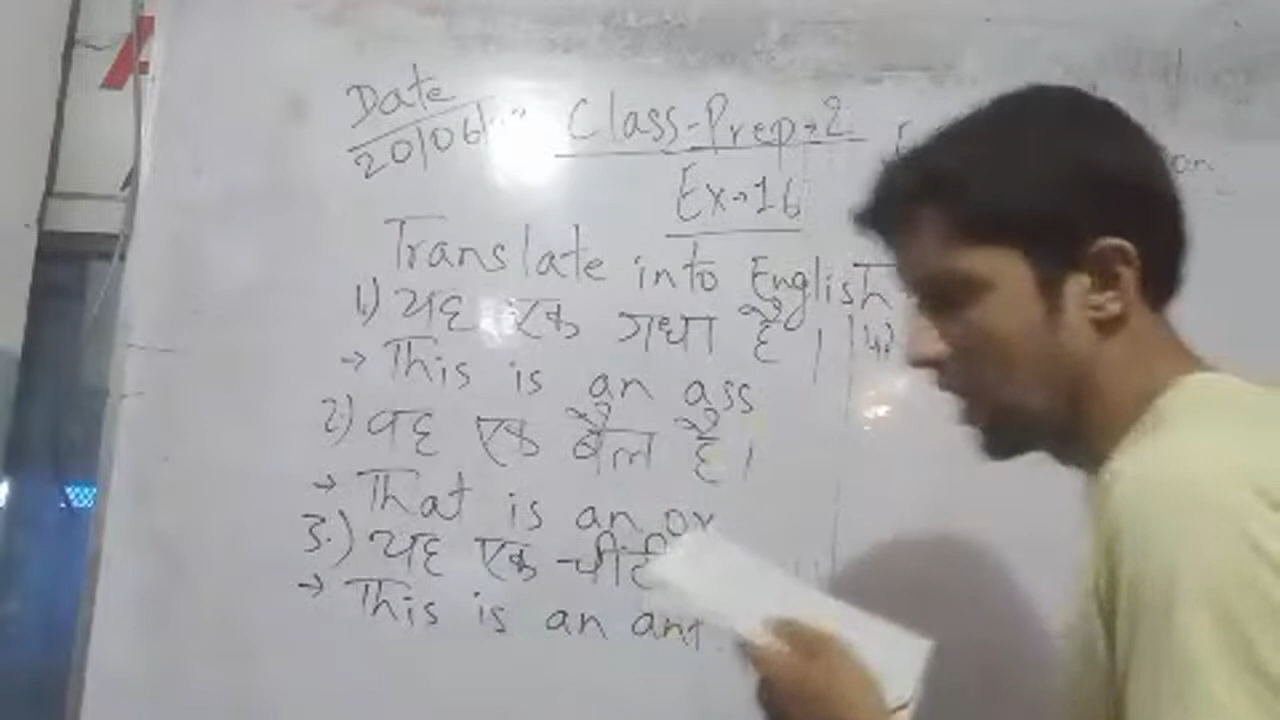 Date
20/06/
Class-Prep→2
Ex→16
Translate into English
1) यह एक गधा है।
→ This is an ass
2) वह एक बैल है।
→ That is an ox
3.) यह एक चींटी
→ This is an ant